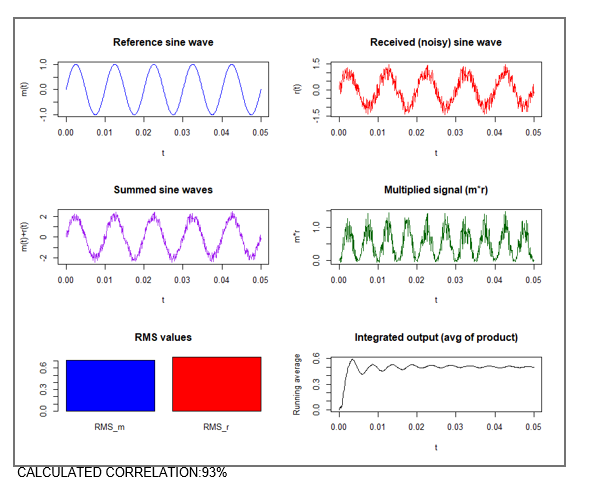 Reference sine wave
m(t)
-1.0 0.0 1.0
0.00 0.01 0.02 0.03 0.04 0.05
t
Received (noisy) sine wave
r(t)
-1.5 0.0 1.5
0.00 0.01 0.02 0.03 0.04 0.05
t
Summed sine waves
m(t)+r(t)
-2 0 2
0.00 0.01 0.02 0.03 0.04 0.05
t
Multiplied signal (m*r)
m*r
0.0 1.0
0.00 0.01 0.02 0.03 0.04 0.05
t
RMS values
0.0 0.3 0.6
RMS_m RMS_r
Integrated output (avg of product)
Running average
0.0 0.3 0.6
0.00 0.01 0.02 0.03 0.04 0.05
t
CALCULATED CORRELATION:93%